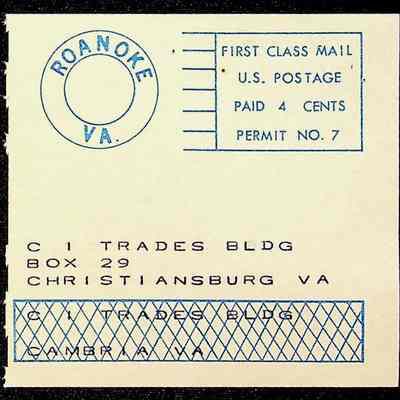 ROANOKE
VA.
FIRST CLASS MAIL
U.S. POSTAGE
PAID 4 CENTS
PERMIT NO. 7
C I TRADES BLDG
BOX 29
CHRISTIANSBURG VA
C I TRADES BLDG
CAMBRIA VA